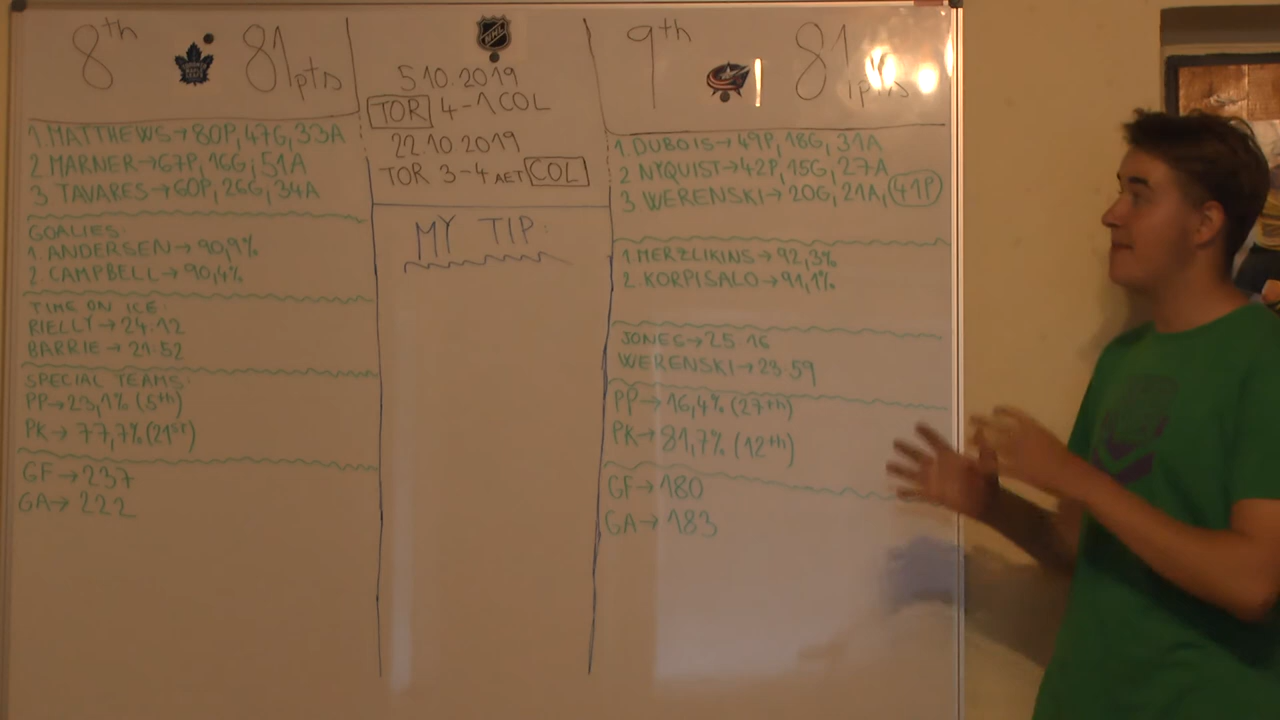 8th 81pts
1. MATTHEWS→80P, 47G, 33A
2 MARNER→67P, 16G, 51A
3. TAVARES→60P, 26G, 34A
GOALIES:
1. ANDERSEN→90,9%
2. CAMPBELL→90,4%
TIME ON ICE:
RIELLY→24:12
BARRIE→21:52
SPECIAL TEAMS:
PP→23,1% (5th)
PK→77,7% (21st)
GF→237
GA→222
NHL
5.10.2019
TOR 4-1 COL
22.10.2019
TOR 3-4 AET COL
MY TIP:
9th 81pts
1. DUBOIS→49P, 18G, 31A
2 NYQUIST→42P, 15G, 27A
3 WERENSKI→20G, 21A, 41P
1. MERZLIKINS→92,3%
2. KORPISALO→91,1%
JONES→25:16
WERENSKI→23:59
PP→16,4% (27th)
PK→81,7% (12th)
GF→180
GA→183